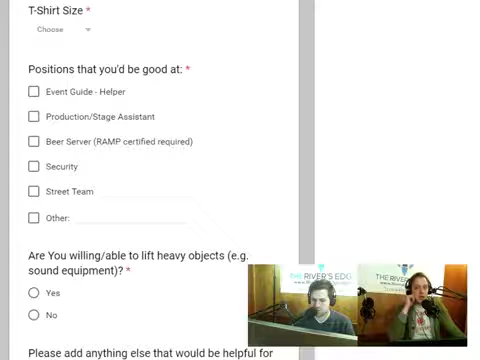 T-Shirt Size *
Choose
Positions that you'd be good at: *
Event Guide - Helper
Production/Stage Assistant
Beer Server (RAMP certified required)
Security
Street Team
Other:
Are You willing/able to lift heavy objects (e.g.
sound equipment)? *
Yes
No
Please add anything else that would be helpful for
THE RIVER'S EDG
THE RIVER'S